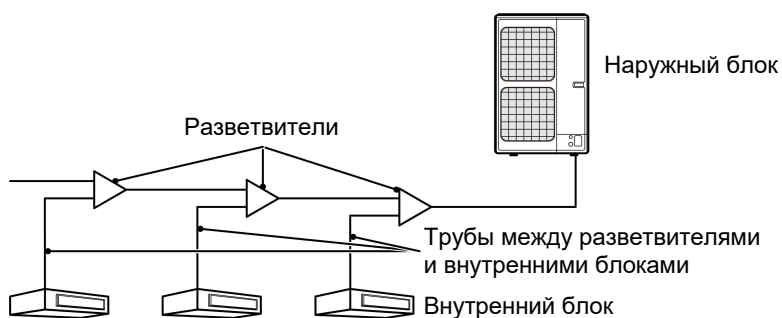 Наружный блок
Разветвители
Трубы между разветвителями
и внутренними блоками
Внутренний блок